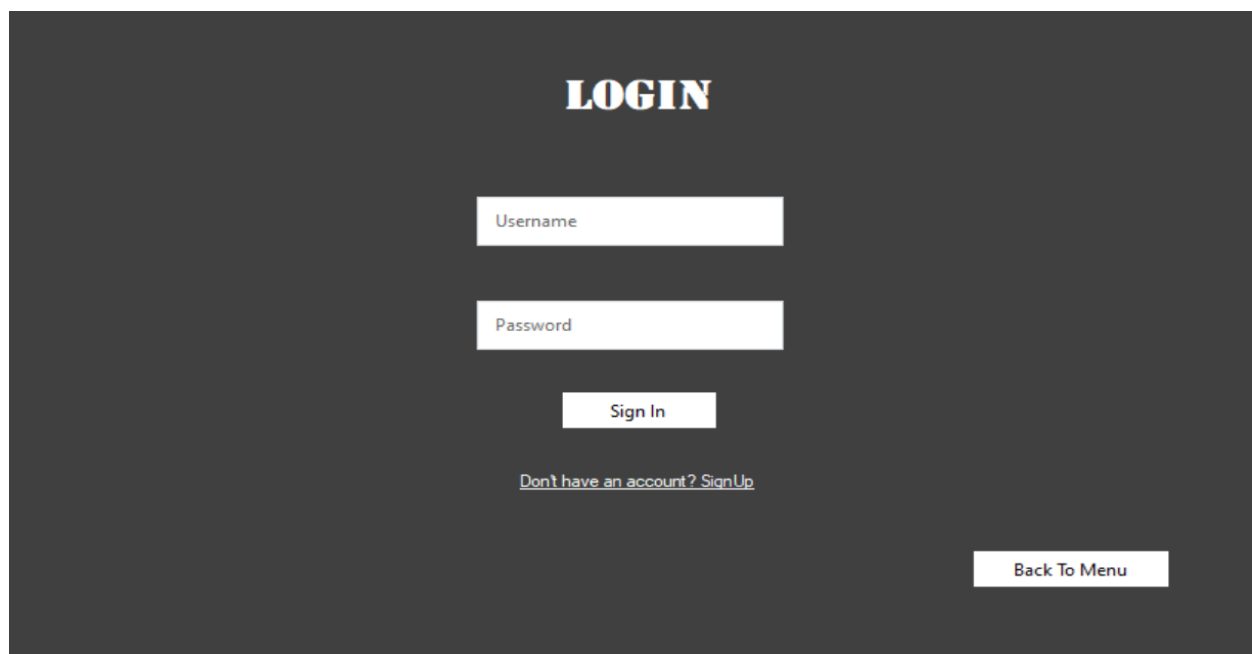 LOGIN
Username
Password
Sign In
Don't have an account? SignUp
Back To Menu